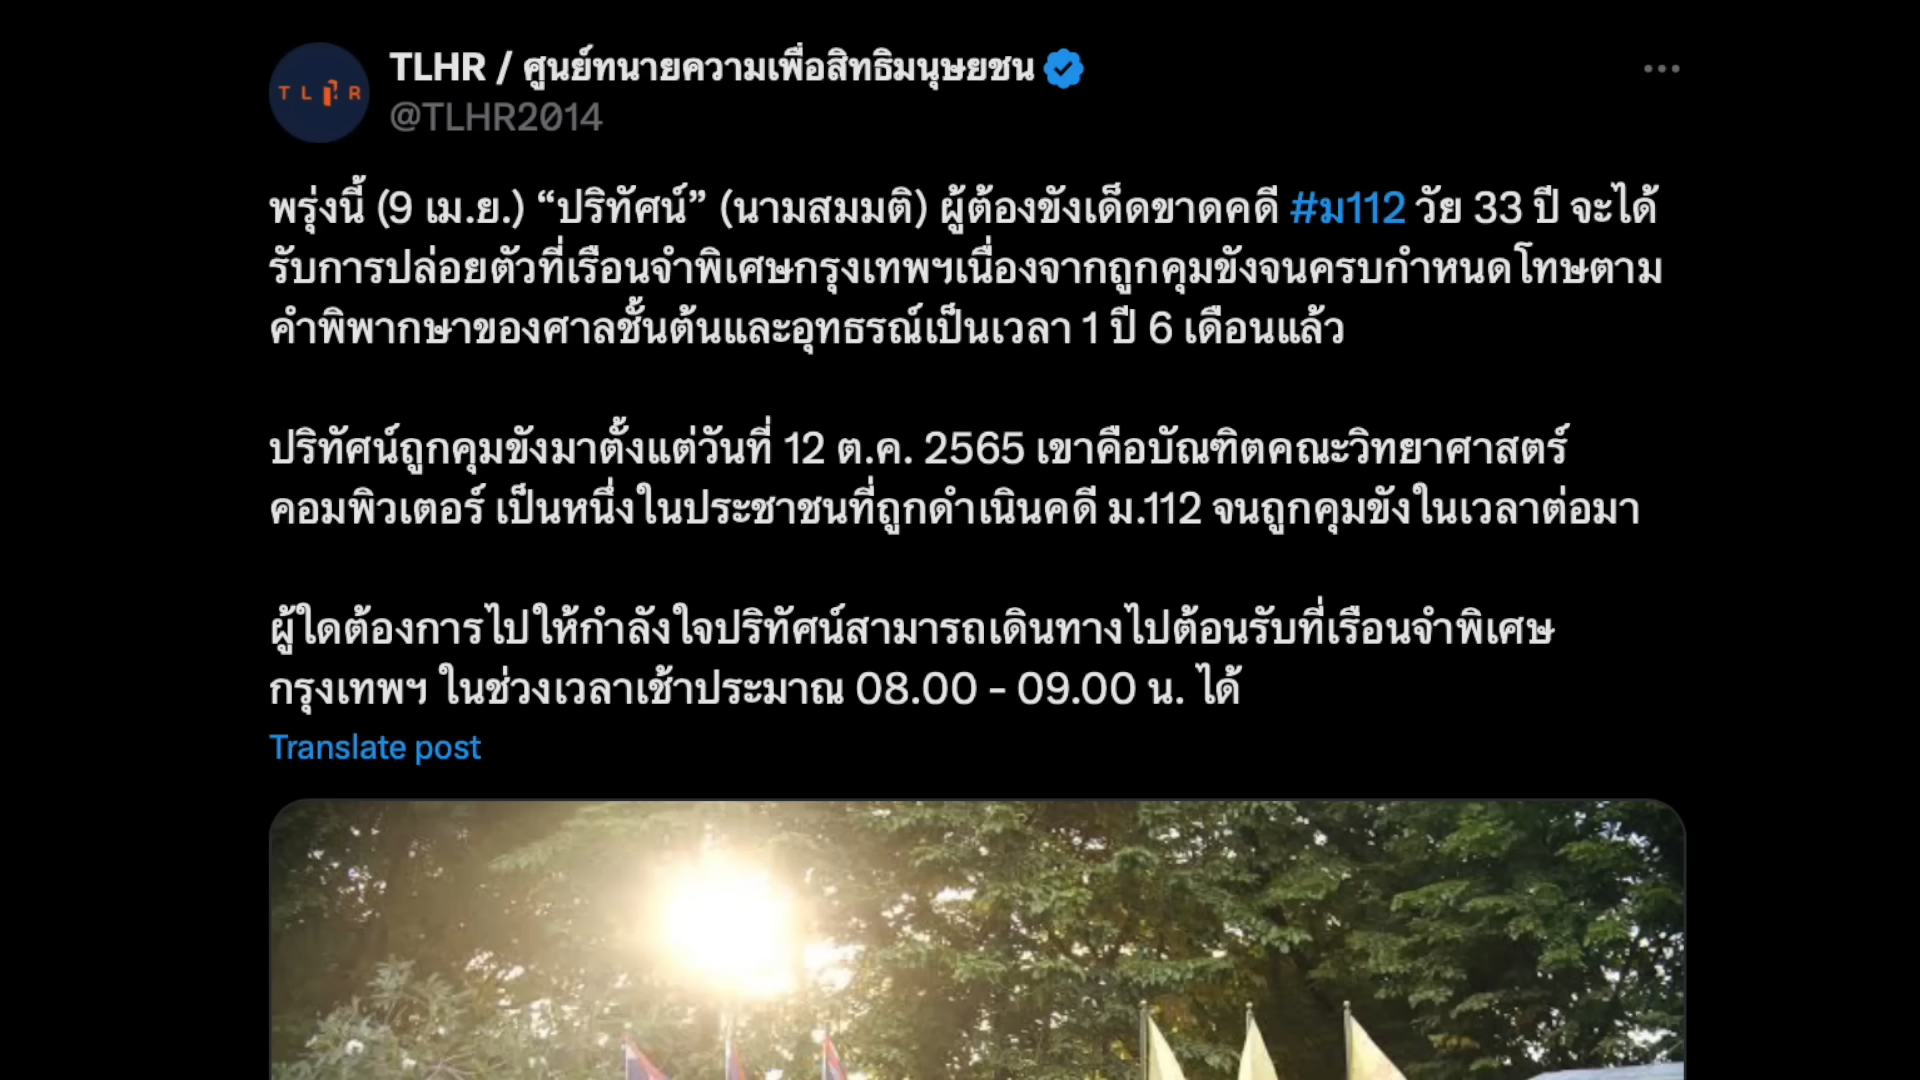 T L R
TLHR / ศูนย์ทนายความเพื่อสิทธิมนุษยชน
@TLHR2014
พรุ่งนี้ (9 เม.ย.) “ปริทัศน์” (นามสมมติ) ผู้ต้องขังเด็ดขาดคดี #ม112 วัย 33 ปี จะได้
รับการปล่อยตัวที่เรือนจำพิเศษกรุงเทพฯเนื่องจากถูกคุมขังจนครบกำหนดโทษตาม
คำพิพากษาของศาลชั้นต้นและอุทธรณ์เป็นเวลา 1 ปี 6 เดือนแล้ว
ปริทัศน์ถูกคุมขังมาตั้งแต่วันที่ 12 ต.ค. 2565 เขาคือบัณฑิตคณะวิทยาศาสตร์
คอมพิวเตอร์ เป็นหนึ่งในประชาชนที่ถูกดำเนินคดี ม.112 จนถูกคุมขังในเวลาต่อมา
ผู้ใดต้องการไปให้กำลังใจปริทัศน์สามารถเดินทางไปต้อนรับที่เรือนจำพิเศษ
กรุงเทพฯ ในช่วงเวลาเช้าประมาณ 08.00 - 09.00 น. ได้
Translate post